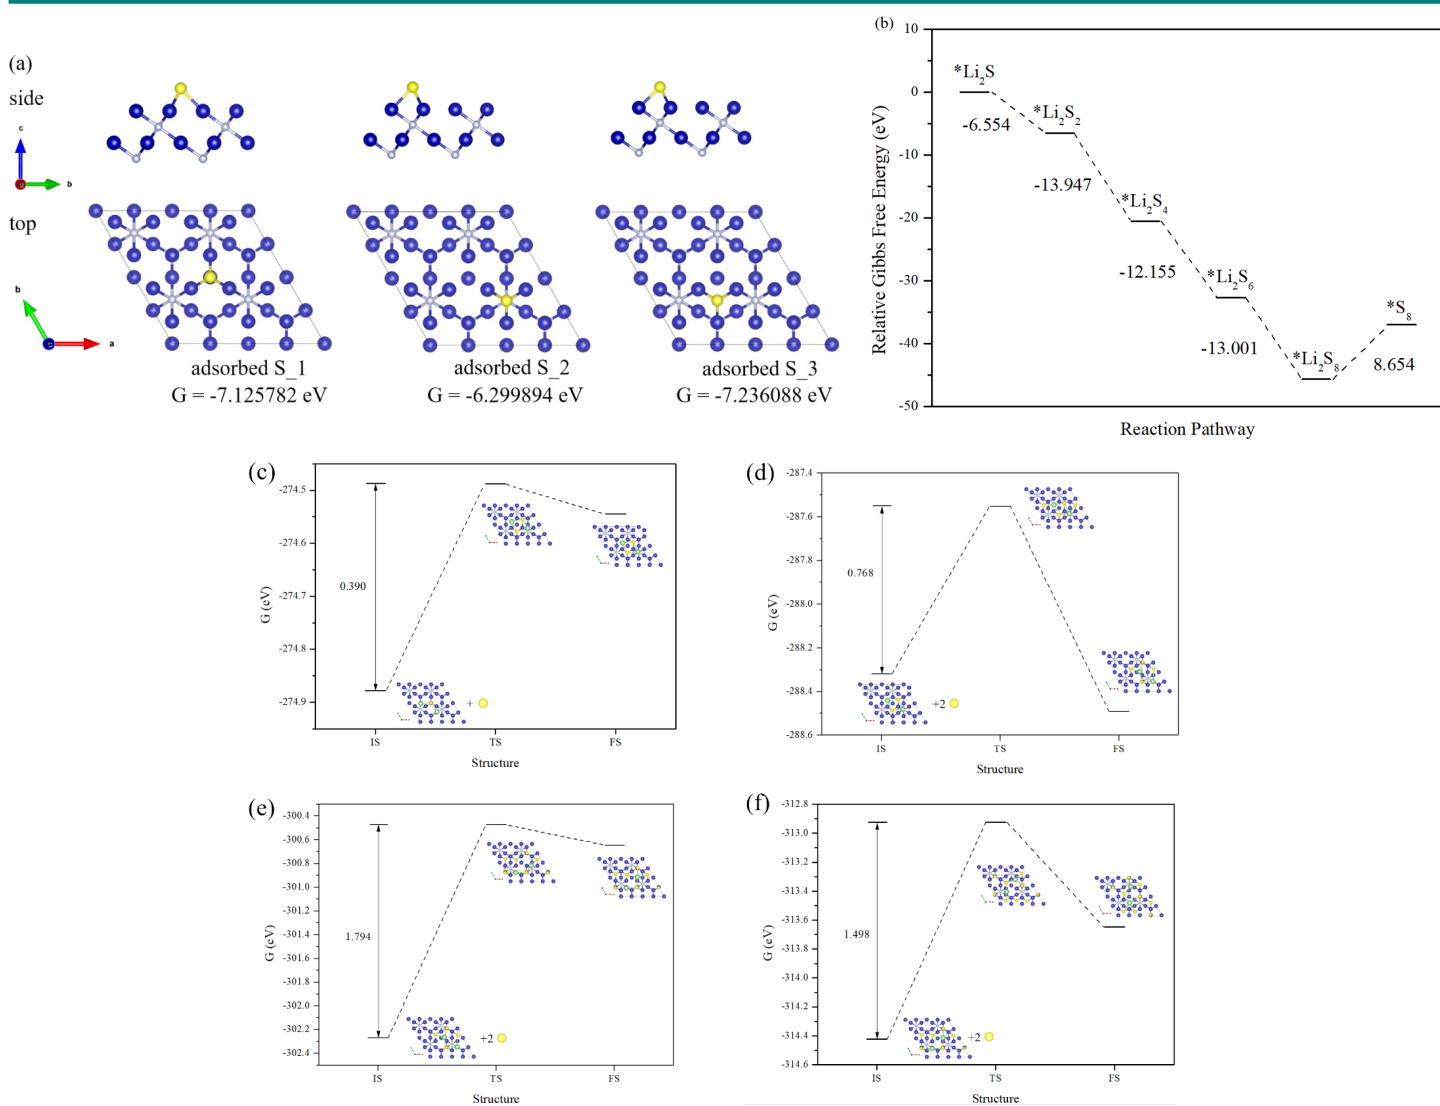 (a)
side
c
b
top
b
a
adsorbed S_1
G = -7.125782 eV
adsorbed S_2
G = -6.299894 eV
adsorbed S_3
G = -7.236088 eV
(b)
Relative Gibbs Free Energy (eV)
10
0
-10
-20
-30
-40
-50
*Li₂S
-6.554
*Li₂S₂
-13.947
*Li₂S₄
-12.155
*Li₂S₆
-13.001
*Li₂S₈
*S₈
8.654
Reaction Pathway
(c)
G (eV)
-274.5
-274.6
-274.7
-274.8
-274.9
0.390
+
IS
TS
FS
Structure
(d)
G (eV)
-287.4
-287.6
-287.8
-288.0
-288.2
-288.4
-288.6
0.768
+2
IS
TS
FS
Structure
(e)
G (eV)
-300.4
-300.6
-300.8
-301.0
-301.2
-301.4
-301.6
-301.8
-302.0
-302.2
-302.4
1.794
+2
IS
TS
FS
Structure
(f)
G (eV)
-312.8
-313.0
-313.2
-313.4
-313.6
-313.8
-314.0
-314.2
-314.4
-314.6
1.498
+2
IS
TS
FS
Structure